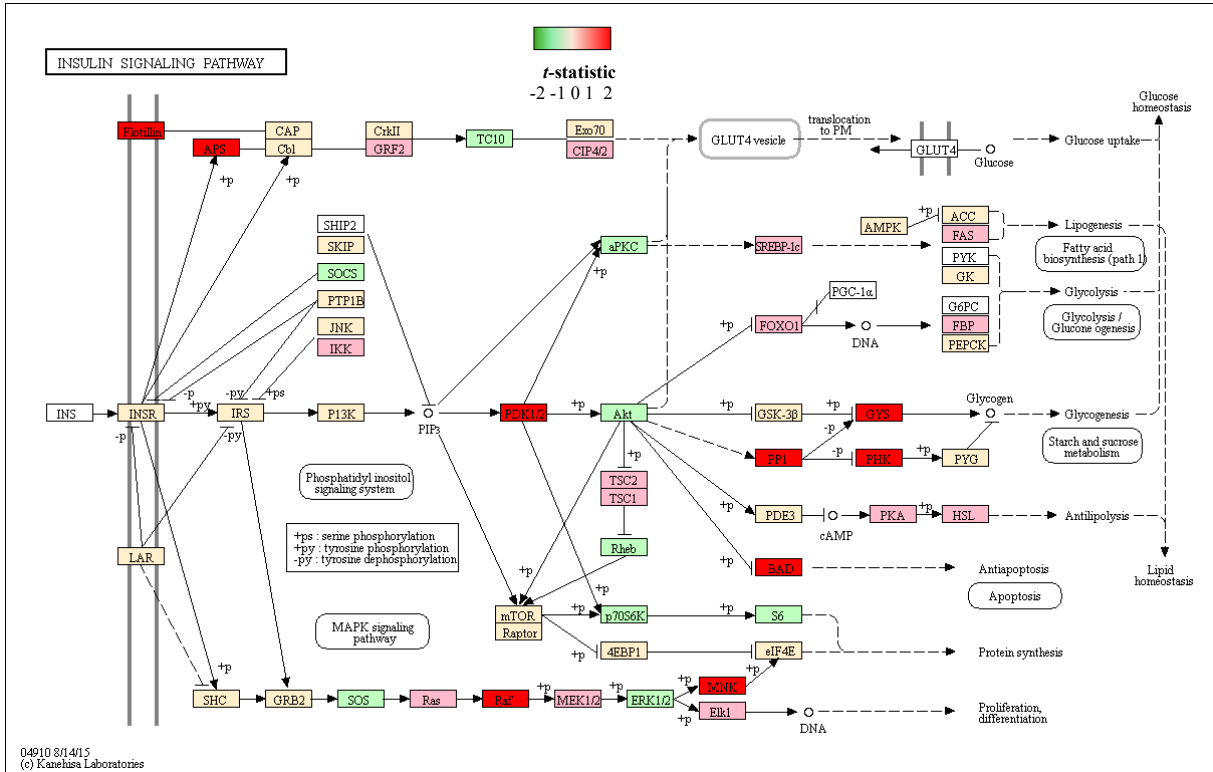 INSULIN SIGNALING PATHWAY
t-statistic
-2 -1 0 1 2
Glucose
homeostasis
Flotillin
CAP
CrkII
Exo70
translocation
to PM
APS
Cbl
GRF2
TC10
CIP4/2
GLUT4 vesicle
GLUT4
Glucose
Glucose uptake
+p
+p
SHIP2
SKIP
SOCS
PTP1B
JNK
IKK
aPKC
+p
SREBP-1c
AMPK
+p
ACC
FAS
Lipogenesis
Fatty acid
biosynthesis (path 1)
PYK
GK
Glycolysis
PGC-1α
G6PC
FBP
PEPCK
Glycolysis /
Glucone ogenesis
+p
FOXO1
DNA
-p
-py
+ps
INS
INSR
+py
IRS
P13K
PIP3
PDK1/2
+p
Akt
+p
GSK-3β
+p
GYS
Glycogen
Glycogenesis
-p
-py
-p
Starch and sucrose
metabolism
PP1
-p
PHK
+p
PYG
+p
TSC2
TSC1
Phosphatidyl inositol
signaling system
+p
PDE3
cAMP
PKA
+p
HSL
Antilipolysis
+ps : serine phosphorylation
+py : tyrosine phosphorylation
-py : tyrosine dephosphorylation
LAR
Rheb
+p
+p
BAD
Antiapoptosis
Apoptosis
Lipid
homeostasis
mTOR
Raptor
+p
p70S6K
+p
S6
MAPK signaling
pathway
+p
4EBP1
eIF4E
Protein synthesis
+p
SHC
GRB2
SOS
Ras
Raf
+p
MEK1/2
+p
ERK1/2
+p
MNK
+p
+p
Elk1
DNA
Proliferation,
differentiation
04910 8/14/15
(c) Kanehisa Laboratories